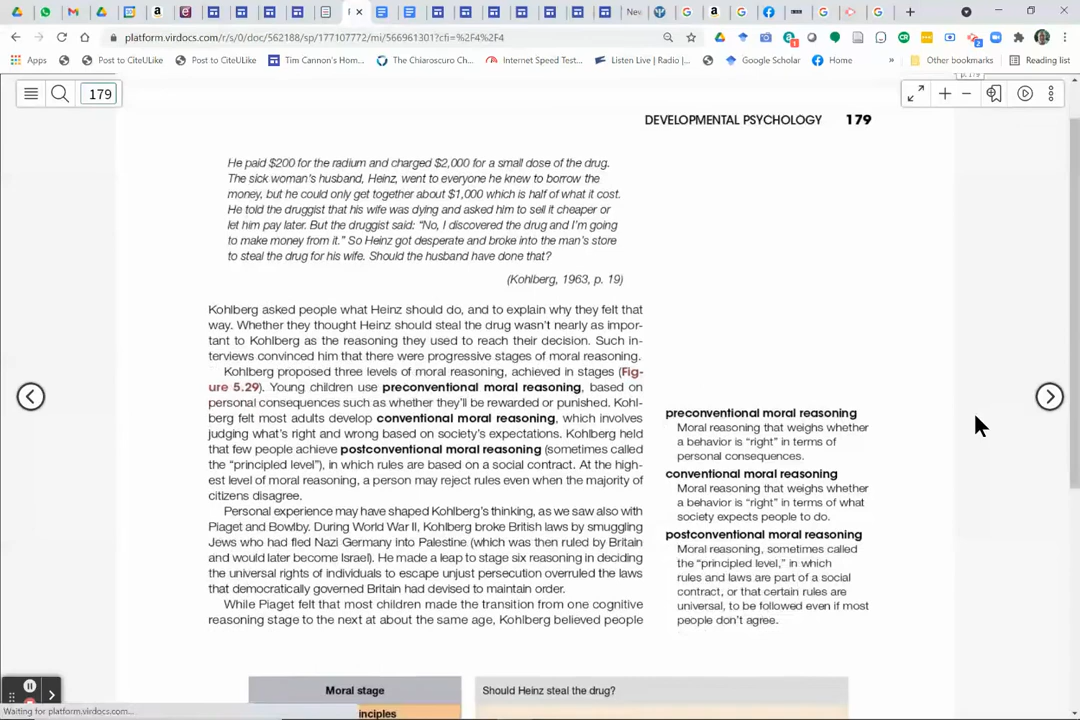 New
platform.virdocs.com/r/s/0/doc/562188/sp/177107772/mi/566961301?cfi=%2F4%2F4
Apps
Post to CiteULike
Post to CiteULike
Tim Cannon's Hom...
The Chiaroscuro Ch...
Internet Speed Test...
Listen Live | Radio |...
Google Scholar
Home
»
Other bookmarks
Reading list
179
DEVELOPMENTAL PSYCHOLOGY 179
He paid $200 for the radium and charged $2,000 for a small dose of the drug.
The sick woman's husband, Heinz, went to everyone he knew to borrow the
money, but he could only get together about $1,000 which is half of what it cost.
He told the druggist that his wife was dying and asked him to sell it cheaper or
let him pay later. But the druggist said: "No, I discovered the drug and I'm going
to make money from it." So Heinz got desperate and broke into the man's store
to steal the drug for his wife. Should the husband have done that?
(Kohlberg, 1963, p. 19)
Kohlberg asked people what Heinz should do, and to explain why they felt that
way. Whether they thought Heinz should steal the drug wasn't nearly as impor-
tant to Kohlberg as the reasoning they used to reach their decision. Such in-
terviews convinced him that there were progressive stages of moral reasoning.
Kohlberg proposed three levels of moral reasoning, achieved in stages (Fig-
ure 5.29). Young children use preconventional moral reasoning, based on
personal consequences such as whether they'll be rewarded or punished. Kohl-
berg felt most adults develop conventional moral reasoning, which involves
judging what's right and wrong based on society's expectations. Kohlberg held
that few people achieve postconventional moral reasoning (sometimes called
the "principled level"), in which rules are based on a social contract. At the high-
est level of moral reasoning, a person may reject rules even when the majority of
citizens disagree.
Personal experience may have shaped Kohlberg's thinking, as we saw also with
Piaget and Bowlby. During World War II, Kohlberg broke British laws by smuggling
Jews who had fled Nazi Germany into Palestine (which was then ruled by Britain
and would later become Israel). He made a leap to stage six reasoning in deciding
the universal rights of individuals to escape unjust persecution overruled the laws
that democratically governed Britain had devised to maintain order.
While Piaget felt that most children made the transition from one cognitive
reasoning stage to the next at about the same age, Kohlberg believed people
preconventional moral reasoning
Moral reasoning that weighs whether
a behavior is "right" in terms of
personal consequences.
conventional moral reasoning
Moral reasoning that weighs whether
a behavior is "right" in terms of what
society expects people to do.
postconventional moral reasoning
Moral reasoning, sometimes called
the "principled level," in which
rules and laws are part of a social
contract, or that certain rules are
universal, to be followed even if most
people don't agree.
Moral stage
Should Heinz steal the drug?
inciples
Waiting for platform.virdocs.com...